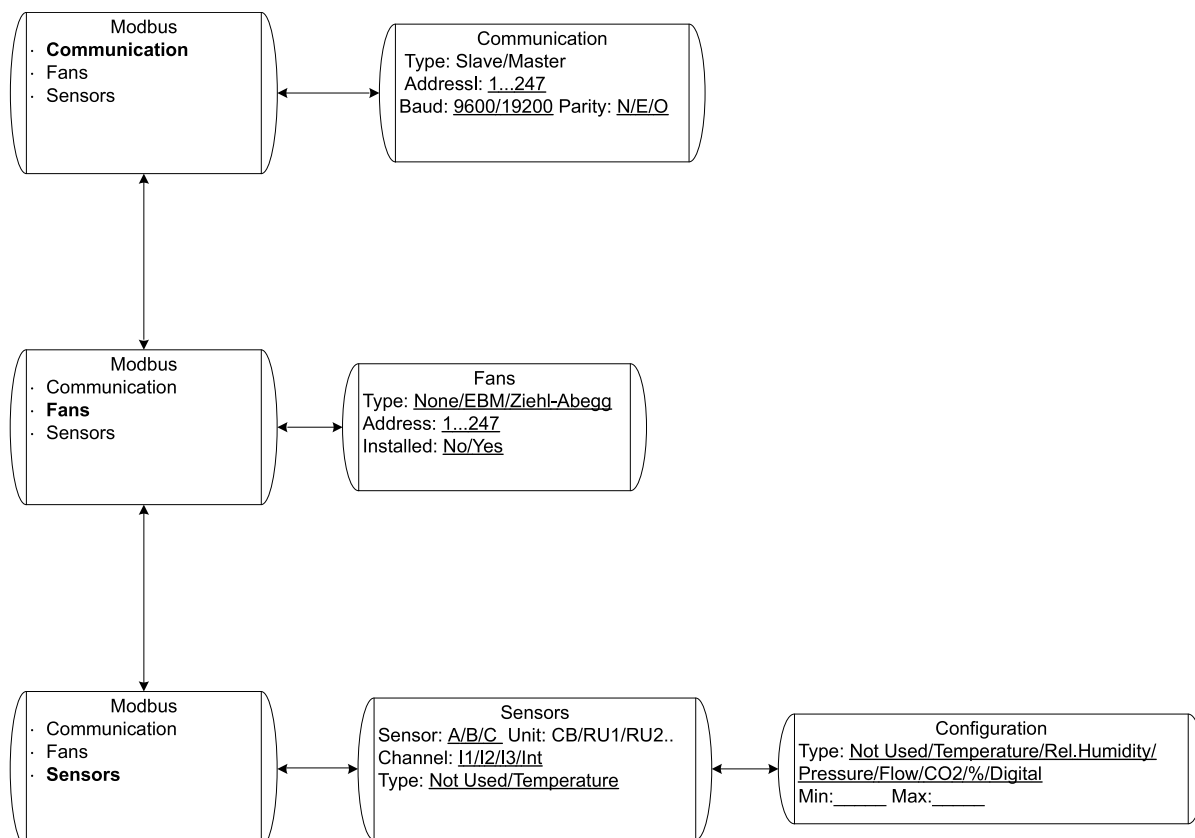 Modbus
· Communication
· Fans
· Sensors
Communication
Type: Slave/Master
Addressl: 1...247
Baud: 9600/19200 Parity: N/E/O
Modbus
· Communication
· Fans
· Sensors
Fans
Type: None/EBM/Ziehl-Abegg
Address: 1...247
Installed: No/Yes
Modbus
· Communication
· Fans
· Sensors
Sensors
Sensor: A/B/C Unit: CB/RU1/RU2..
Channel: I1/I2/I3/Int
Type: Not Used/Temperature
Configuration
Type: Not Used/Temperature/Rel.Humidity/
Pressure/Flow/CO2/%/Digital
Min:_____ Max:_____